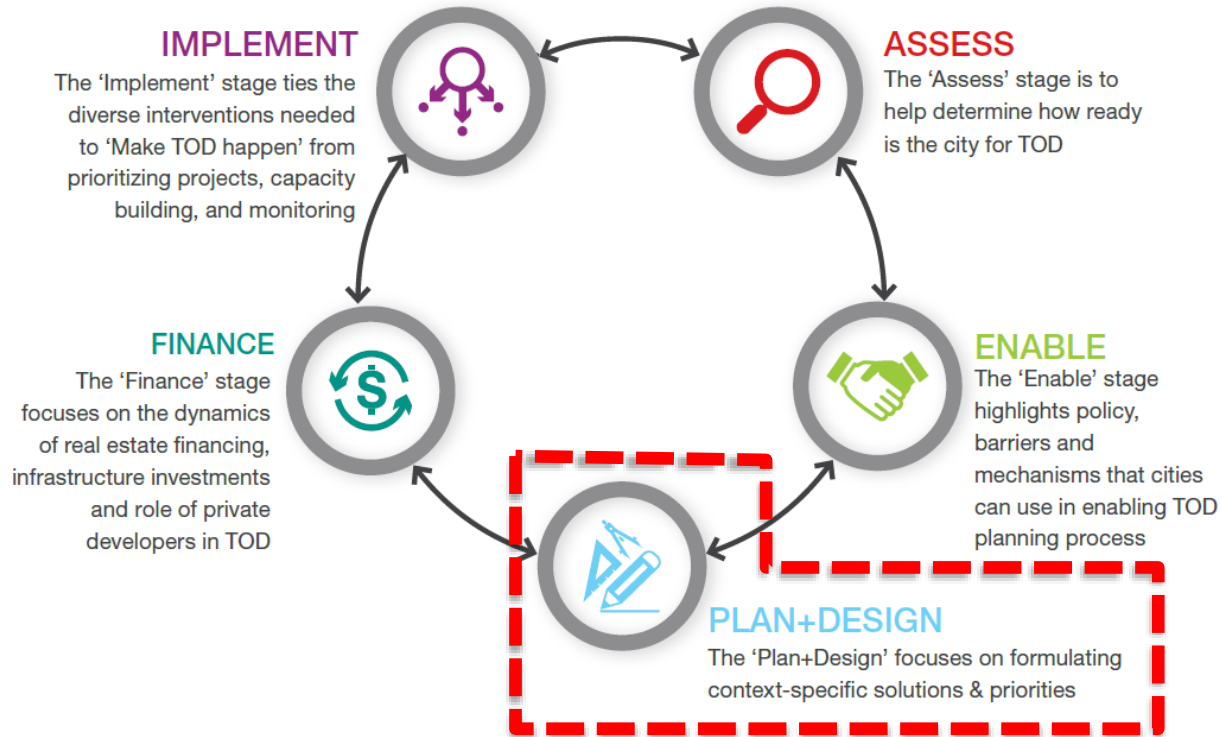 IMPLEMENT
The ‘Implement’ stage ties the
diverse interventions needed
to ‘Make TOD happen’ from
prioritizing projects, capacity
building, and monitoring
ASSESS
The ‘Assess’ stage is to
help determine how ready
is the city for TOD
FINANCE
The ‘Finance’ stage
focuses on the dynamics
of real estate financing,
infrastructure investments
and role of private
developers in TOD
$
ENABLE
The ‘Enable’ stage
highlights policy,
barriers and
mechanisms that cities
can use in enabling TOD
planning process
PLAN+DESIGN
The ‘Plan+Design’ focuses on formulating
context-specific solutions & priorities